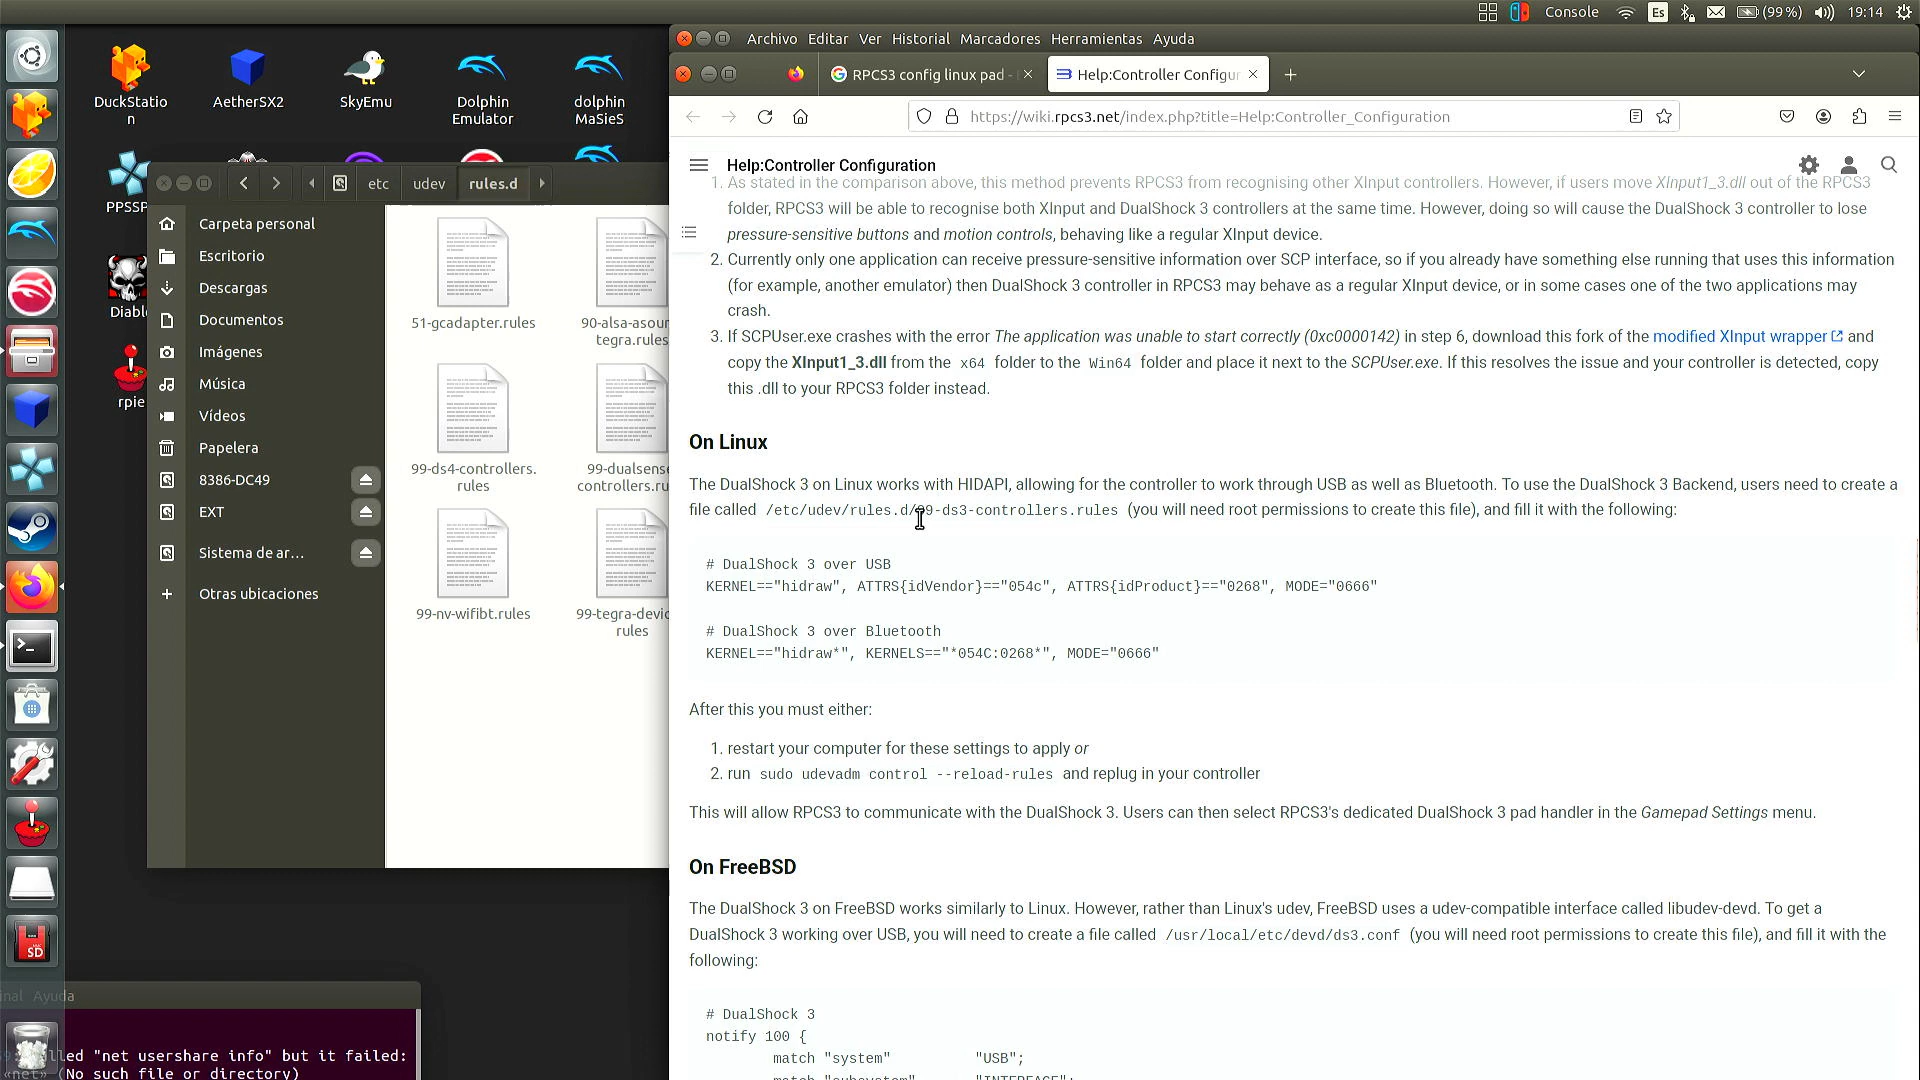 Console
Es
(99%)
19:14
DuckStatio
n
AetherSX2
SkyEmu
Dolphin
Emulator
dolphin
MaSieS
PPSSP
Diabl
rpie
etc
udev
rules.d
Carpeta personal
Escritorio
Descargas
Documentos
Imágenes
Música
Vídeos
Papelera
8386-DC49
EXT
Sistema de ar...
Otras ubicaciones
51-gcadapter.rules
90-alsa-asoun
tegra.rules
99-ds4-controllers.
rules
99-dualsense
controllers.ru
99-nv-wifibt.rules
99-tegra-devic
rules
SD
Ayuda
lled "net usershare info" but it failed:
«net» (No such file or directory)
Archivo Editar Ver Historial Marcadores Herramientas Ayuda
RPCS3 config linux pad -
Help:Controller Configur
https://wiki.rpcs3.net/index.php?title=Help:Controller_Configuration
Help:Controller Configuration
1. As stated in the comparison above, this method prevents RPCS3 from recognising other XInput controllers. However, if users move XInput1_3.dll out of the RPCS3
folder, RPCS3 will be able to recognise both XInput and DualShock 3 controllers at the same time. However, doing so will cause the DualShock 3 controller to lose
pressure-sensitive buttons and motion controls, behaving like a regular XInput device.
2. Currently only one application can receive pressure-sensitive information over SCP interface, so if you already have something else running that uses this information
(for example, another emulator) then DualShock 3 controller in RPCS3 may behave as a regular XInput device, or in some cases one of the two applications may
crash.
3. If SCPUser.exe crashes with the error The application was unable to start correctly (0xc0000142) in step 6, download this fork of the modified XInput wrapper and
copy the XInput1_3.dll from the x64 folder to the Win64 folder and place it next to the SCPUser.exe. If this resolves the issue and your controller is detected, copy
this .dll to your RPCS3 folder instead.
On Linux
The DualShock 3 on Linux works with HIDAPI, allowing for the controller to work through USB as well as Bluetooth. To use the DualShock 3 Backend, users need to create a
file called /etc/udev/rules.d/99-ds3-controllers.rules (you will need root permissions to create this file), and fill it with the following:
# DualShock 3 over USB
KERNEL=="hidraw", ATTRS{idVendor}=="054c", ATTRS{idProduct}=="0268", MODE="0666"
# DualShock 3 over Bluetooth
KERNEL=="hidraw*", KERNELS=="*054C:0268*", MODE="0666"
After this you must either:
1. restart your computer for these settings to apply or
2. run sudo udevadm control --reload-rules and replug in your controller
This will allow RPCS3 to communicate with the DualShock 3. Users can then select RPCS3's dedicated DualShock 3 pad handler in the Gamepad Settings menu.
On FreeBSD
The DualShock 3 on FreeBSD works similarly to Linux. However, rather than Linux's udev, FreeBSD uses a udev-compatible interface called libudev-devd. To get a
DualShock 3 working over USB, you will need to create a file called /usr/local/etc/devd/ds3.conf (you will need root permissions to create this file), and fill it with the
following:
# DualShock 3
notify 100 {
match "system" "USB";
match "subsystem" "INTERFACE";